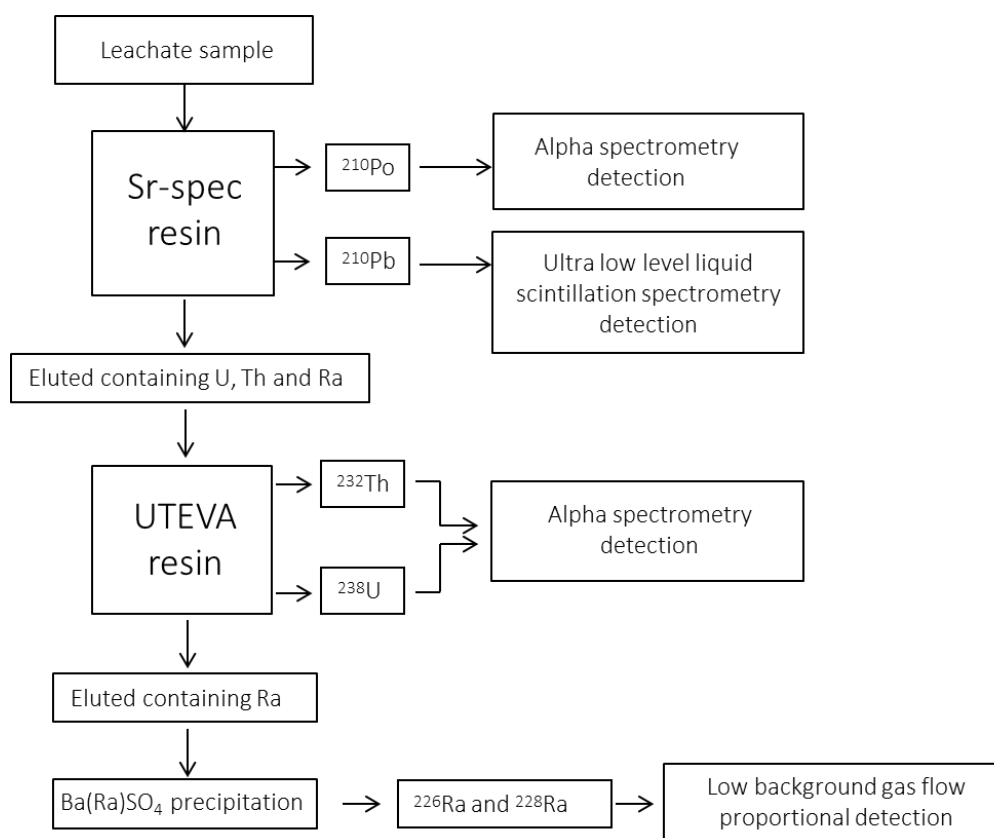 Leachate sample
Sr-spec
resin
²¹⁰Po
Alpha spectrometry
detection
²¹⁰Pb
Ultra low level liquid
scintillation spectrometry
detection
Eluted containing U, Th and Ra
UTEVA
resin
²³²Th
²³⁸U
Alpha spectrometry
detection
Eluted containing Ra
Ba(Ra)SO₄ precipitation
²²⁶Ra and ²²⁸Ra
Low background gas flow
proportional detection